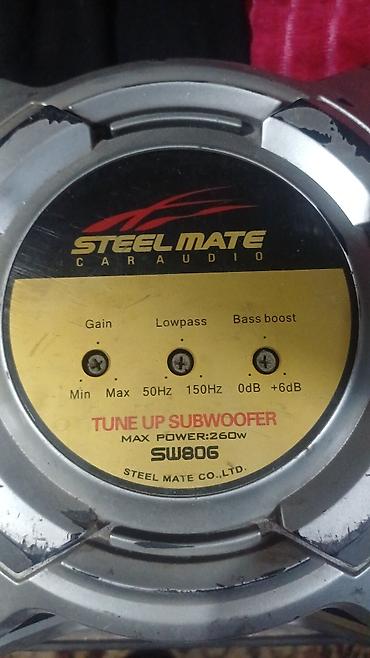 STEEL MATE
CAR AUDIO
Gain Lowpass Bass boost
Min Max 50Hz 150Hz 0dB +6dB
TUNE UP SUBWOOFER
MAX POWER:260W
SW806
STEEL MATE CO.,LTD.